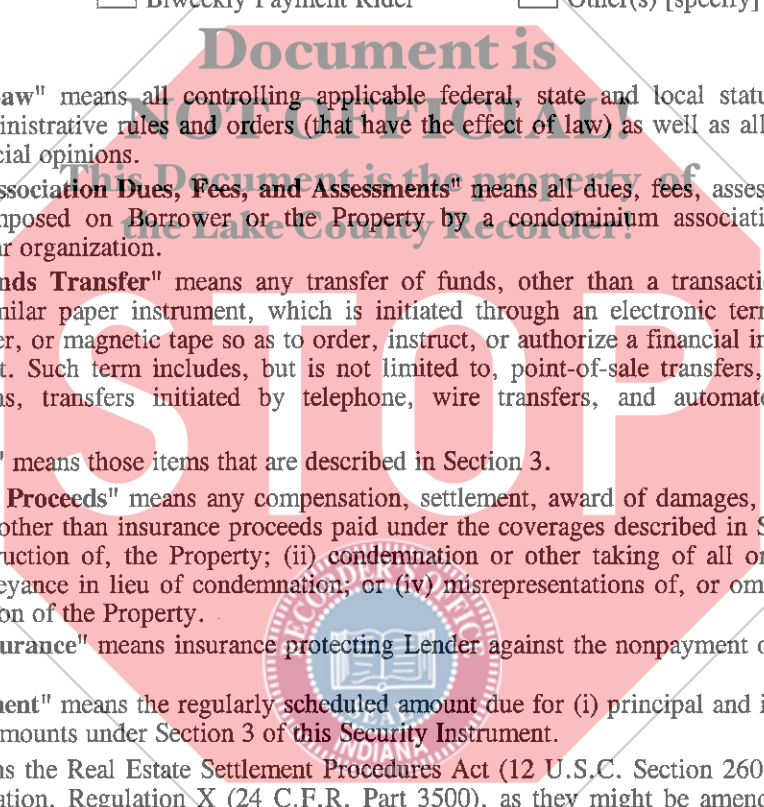 Biweekly Payment Rider Other(s) [specify]
Document is
aw" means all controlling applicable federal, state and local statu
NOT OFFICIAL!
inistrative rules and orders (that have the effect of law) as well as all
cial opinions.
This Document is the property of
ssociation Dues, Fees, and Assessments" means all dues, fees, asses
mposed on Borrower or the Property by a condominium associati
the Lake County Recorder!
ar organization.
nds Transfer" means any transfer of funds, other than a transacti
milar paper instrument, which is initiated through an electronic term
er, or magnetic tape so as to order, instruct, or authorize a financial in
t. Such term includes, but is not limited to, point-of-sale transfers,
ns, transfers initiated by telephone, wire transfers, and automate
STOP
" means those items that are described in Section 3.
Proceeds" means any compensation, settlement, award of damages,
other than insurance proceeds paid under the coverages described in S
uction of, the Property; (ii) condemnation or other taking of all or
eyance in lieu of condemnation; or (iv) misrepresentations of, or om
on of the Property.
RECORDER'S OFFIC
urance" means insurance protecting Lender against the nonpayment o
SEAL
ent" means the regularly scheduled amount due for (i) principal and i
mounts under Section 3 of this Security Instrument.
INDIANA
ns the Real Estate Settlement Procedures Act (12 U.S.C. Section 260
ation, Regulation X (24 C.F.R. Part 3500), as they might be amend